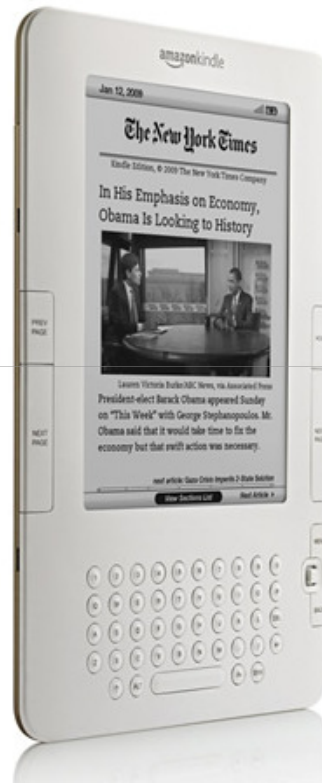 amazonkindle
Jan 12, 2009
The New York Times
Kindle Edition, © 2009 The New York Times Company
In His Emphasis on Economy,
Obama Is Looking to History
Lauren Victoria Burke/ABC News, via Associated Press
President-elect Barack Obama appeared Sunday
on "This Week" with George Stephanopoulos. Mr.
Obama said that it would take time to fix the
economy but that swift action was necessary.
next article: Gaza Crisis Imperils 2-State Solution
View Sections List Next Article
PREV
PAGE
NEXT
PAGE
ALT